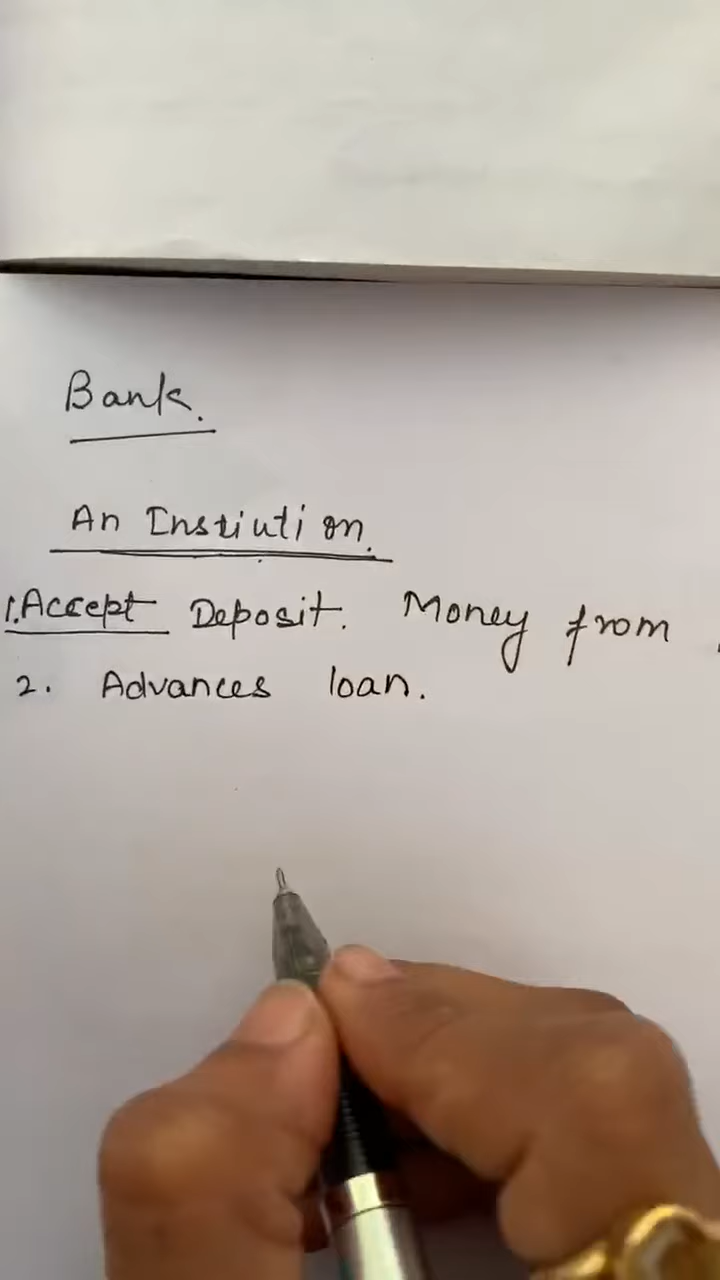 Bank.
An Instiution.
1. Accept Deposit. Money from
2. Advances loan.